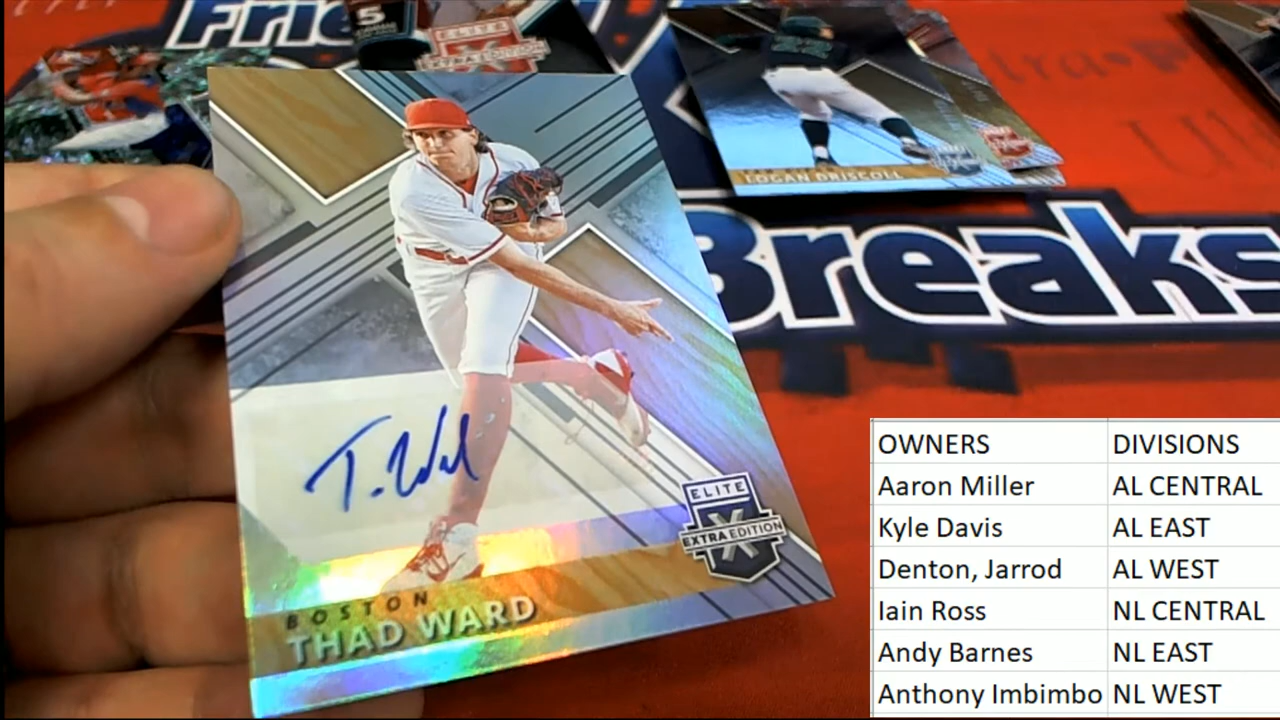 Frie
5
ELITE
EXTRA EDITION
LOGAN DRISCOLL
Breaks
T. Wad
ELITE
X
EXTRA EDITION
BOSTON
THAD WARD
OWNERS DIVISIONS
Aaron Miller AL CENTRAL
Kyle Davis AL EAST
Denton, Jarrod AL WEST
Iain Ross NL CENTRAL
Andy Barnes NL EAST
Anthony Imbimbo NL WEST